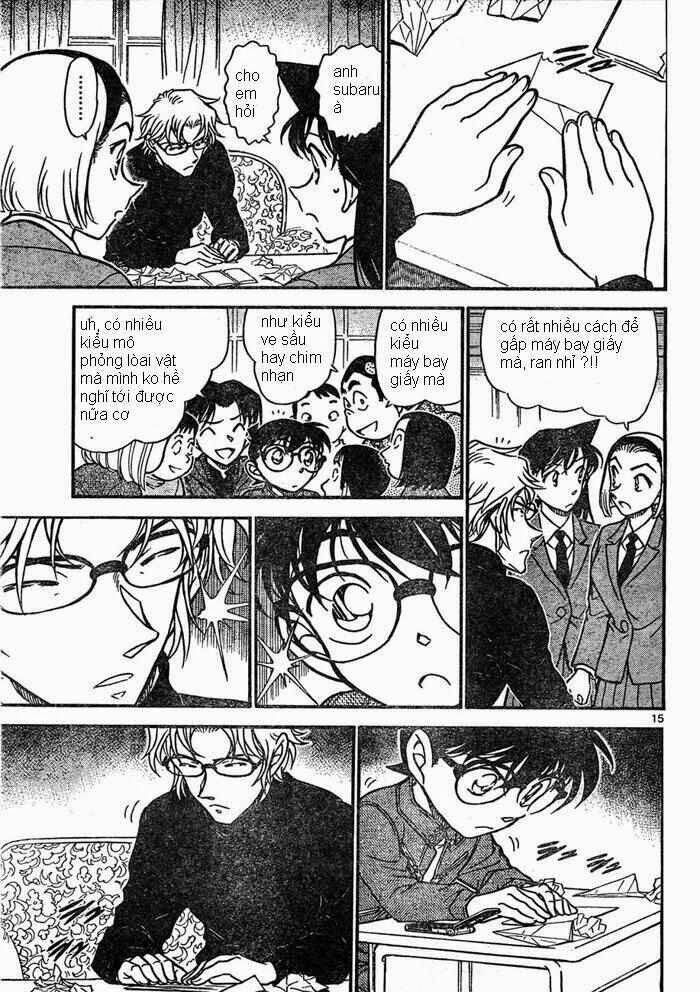 anh
subaru
à
cho
em
hỏi
.........
có rất nhiều cách để
gấp máy bay giấy
mà, ran nhỉ ?!!
có nhiều
kiểu
máy bay
giấy mà
như kiểu
ve sầu
hay chim
nhạn
uh, có nhiều
kiểu mô
phỏng lòai vật
mà mình ko hề
nghĩ tới được
nữa cơ
15